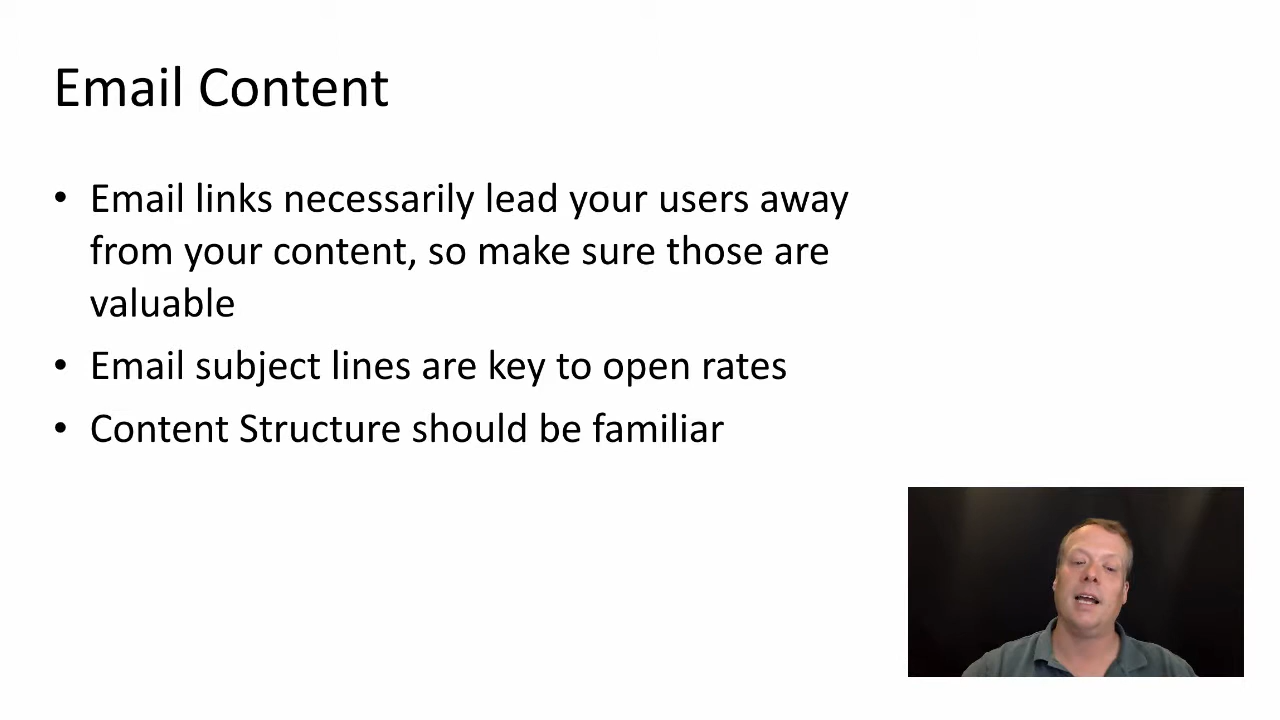 Email Content
• Email links necessarily lead your users away
from your content, so make sure those are
valuable
• Email subject lines are key to open rates
• Content Structure should be familiar